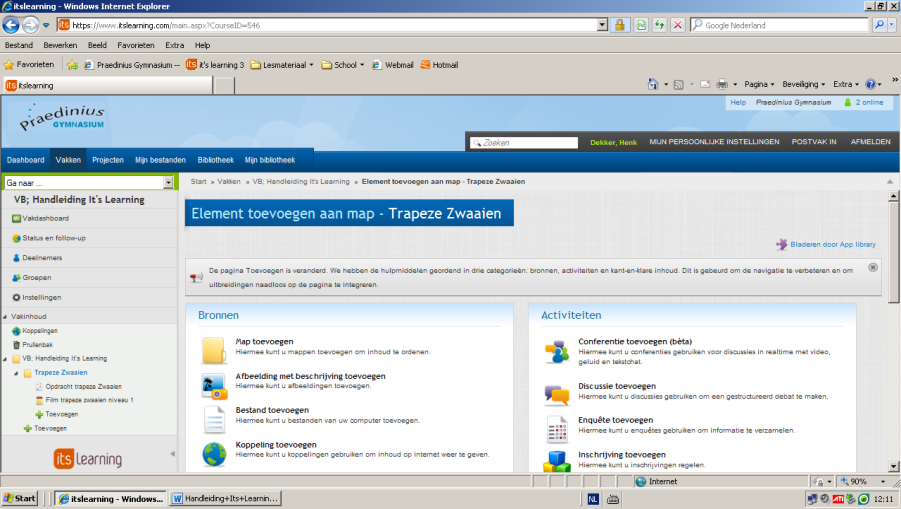 itslearning - Windows Internet Explorer
https://www.itslearning.com/main.aspx?CourseID=546
Google Nederland
Bestand Bewerken Beeld Favorieten Extra Help
Favorieten Praedinius Gymnasium -- it's learning 3 Lesmateriaal School Webmail Hotmail
itslearning
Pagina Beveiliging Extra
Praedinius
GYMNASIUM
Help Praedinius Gymnasium 2 online
Zoeken Dekker, Henk MIJN PERSOONLIJKE INSTELLINGEN POSTVAK IN AFMELDEN
Dashboard Vakken Projecten Mijn bestanden Bibliotheek Mijn bibliotheek
Ga naar ...
Start » Vakken » VB; Handleiding It's Learning » Element toevoegen aan map - Trapeze Zwaaien
VB; Handleiding It's Learning
Vakdashboard
Status en follow-up
Deelnemers
Groepen
Instellingen
Vakinhoud
Koppelingen
Prullenbak
VB; Handleiding It's Learning
Trapeze Zwaaien
Opdracht trapeze Zwaaien
Film trapeze zwaaien niveau 1
Toevoegen
Toevoegen
its learning
Element toevoegen aan map - Trapeze Zwaaien
Bladeren door App library
De pagina Toevoegen is veranderd. We hebben de hulpmiddelen geordend in drie categorieën: bronnen, activiteiten en kant-en-klare inhoud. Dit is gebeurd om de navigatie te verbeteren en om
uitbreidingen naadloos op de pagina te integreren.
Bronnen
Map toevoegen
Hiermee kunt u mappen toevoegen om inhoud te ordenen.
Afbeelding met beschrijving toevoegen
Hiermee kunt u afbeeldingen toevoegen.
Bestand toevoegen
Hiermee kunt u bestanden van uw computer toevoegen.
Koppeling toevoegen
Hiermee kunt u koppelingen gebruiken om inhoud op internet weer te geven.
Activiteiten
Conferentie toevoegen (bèta)
Hiermee kunt u conferenties gebruiken voor discussies in realtime met video,
geluid en tekstchat.
Discussie toevoegen
Hiermee kunt u discussies gebruiken om een gestructureerd debat te maken.
Enquête toevoegen
Hiermee kunt u enquêtes gebruiken om informatie te verzamelen.
Inschrijving toevoegen
Hiermee kunt u inschrijvingen regelen.
Internet 90%
Start itslearning - Windows... Handleiding+Its+Learnin... NL ATI 12:11